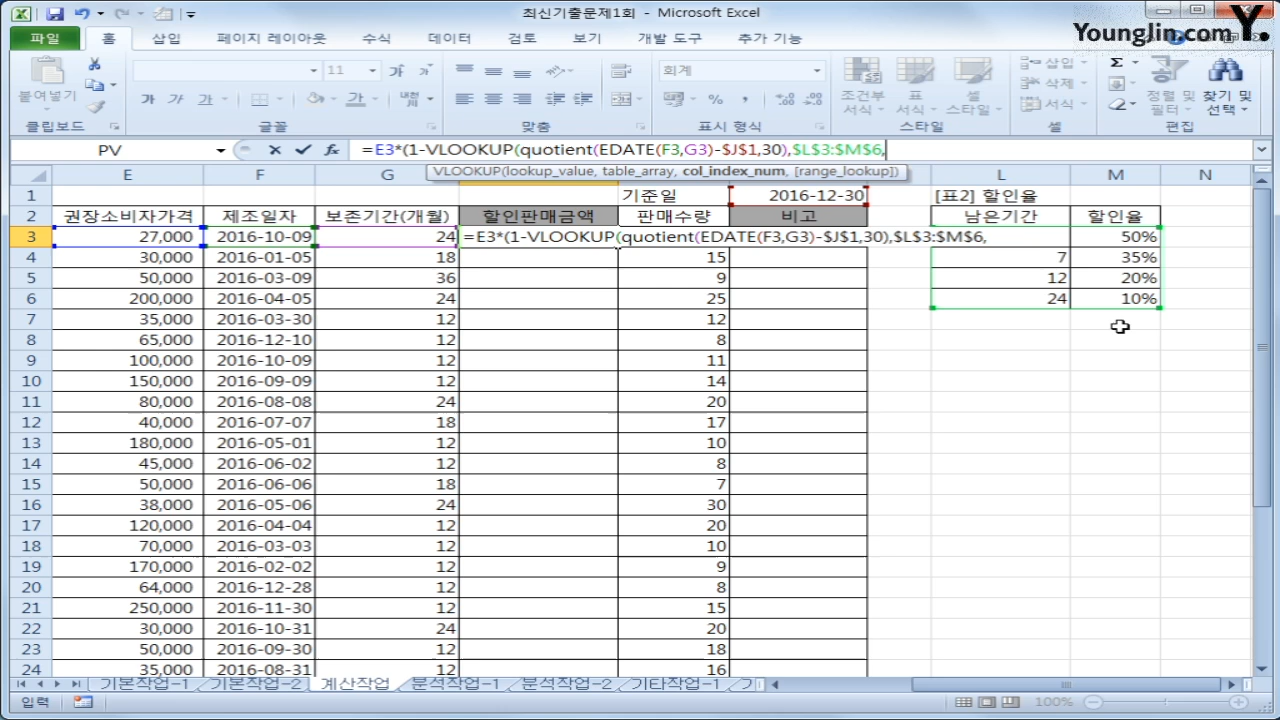 최신기출문제1회 - Microsoft Excel
Younglin.com Y.
파일 홈 삽입 페이지 레이아웃 수식 데이터 검토 보기 개발 도구 추가 기능
붙여넣기 가 가 가 11 가 가 가 내천 회계 % , 조건부 서식 표 서식 셀 스타일 삽입 삭제 서식 Σ 정렬 및 필터 찾기 및 선택
클립보드 글꼴 맞춤 표시 형식 스타일 셀 편집
PV =E3*(1-VLOOKUP(quotient(EDATE(F3,G3)-$J$1,30),$L$3:$M$6,
VLOOKUP(lookup_value, table_array, col_index_num, [range_lookup])
E F G L M N
1 기준일 2016-12-30 [표2] 할인율
2 권장소비자가격 제조일자 보존기간(개월) 할인판매금액 판매수량 비고 남은기간 할인율
3 27,000 2016-10-09 24 =E3*(1-VLOOKUP(quotient(EDATE(F3,G3)-$J$1,30),$L$3:$M$6, 50%
4 30,000 2016-01-05 18 15 7 35%
5 50,000 2016-03-09 36 9 12 20%
6 200,000 2016-04-05 24 25 24 10%
7 35,000 2016-03-30 12 12
8 65,000 2016-12-10 12 8
9 100,000 2016-10-09 12 11
10 150,000 2016-09-09 12 14
11 80,000 2016-08-08 24 20
12 40,000 2016-07-07 18 17
13 180,000 2016-05-01 12 10
14 45,000 2016-06-02 12 8
15 50,000 2016-06-06 18 7
16 38,000 2016-05-06 24 30
17 120,000 2016-04-04 12 20
18 70,000 2016-03-03 12 10
19 170,000 2016-02-02 12 9
20 64,000 2016-12-28 12 8
21 250,000 2016-11-30 12 15
22 30,000 2016-10-31 24 20
23 50,000 2016-09-30 12 18
24 35,000 2016-08-31 12 16
기본작업-1 기본작업-2 계산작업 분석작업-1 분석작업-2 기타작업-1
입력 100%